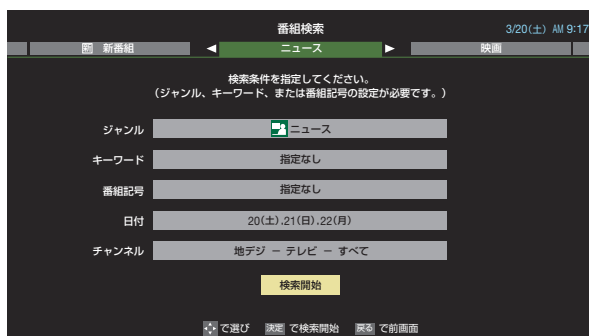 番組検索 3/20(土) AM 9:17
新 新番組 ◀ ニュース ▶ 映画
検索条件を指定してください。
(ジャンル、キーワード、または番組記号の設定が必要です。)
ジャンル ニュース
キーワード 指定なし
番組記号 指定なし
日付 20(土),21(日),22(月)
チャンネル 地デジ － テレビ － すべて
検索開始
で選び 決定 で検索開始 戻る で前画面